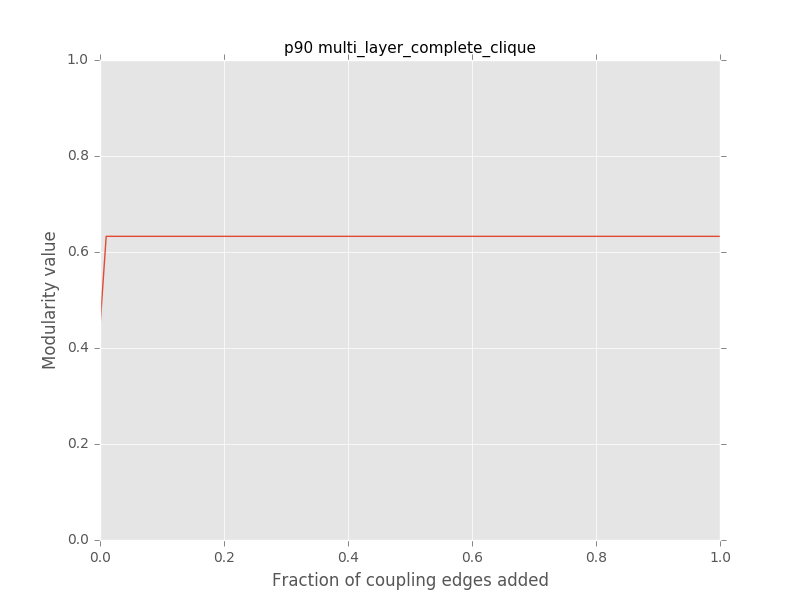 p90 multi_layer_complete_clique
1.0
0.8
0.6
0.4
0.2
0.0
Modularity value
0.0 0.2 0.4 0.6 0.8 1.0
Fraction of coupling edges added